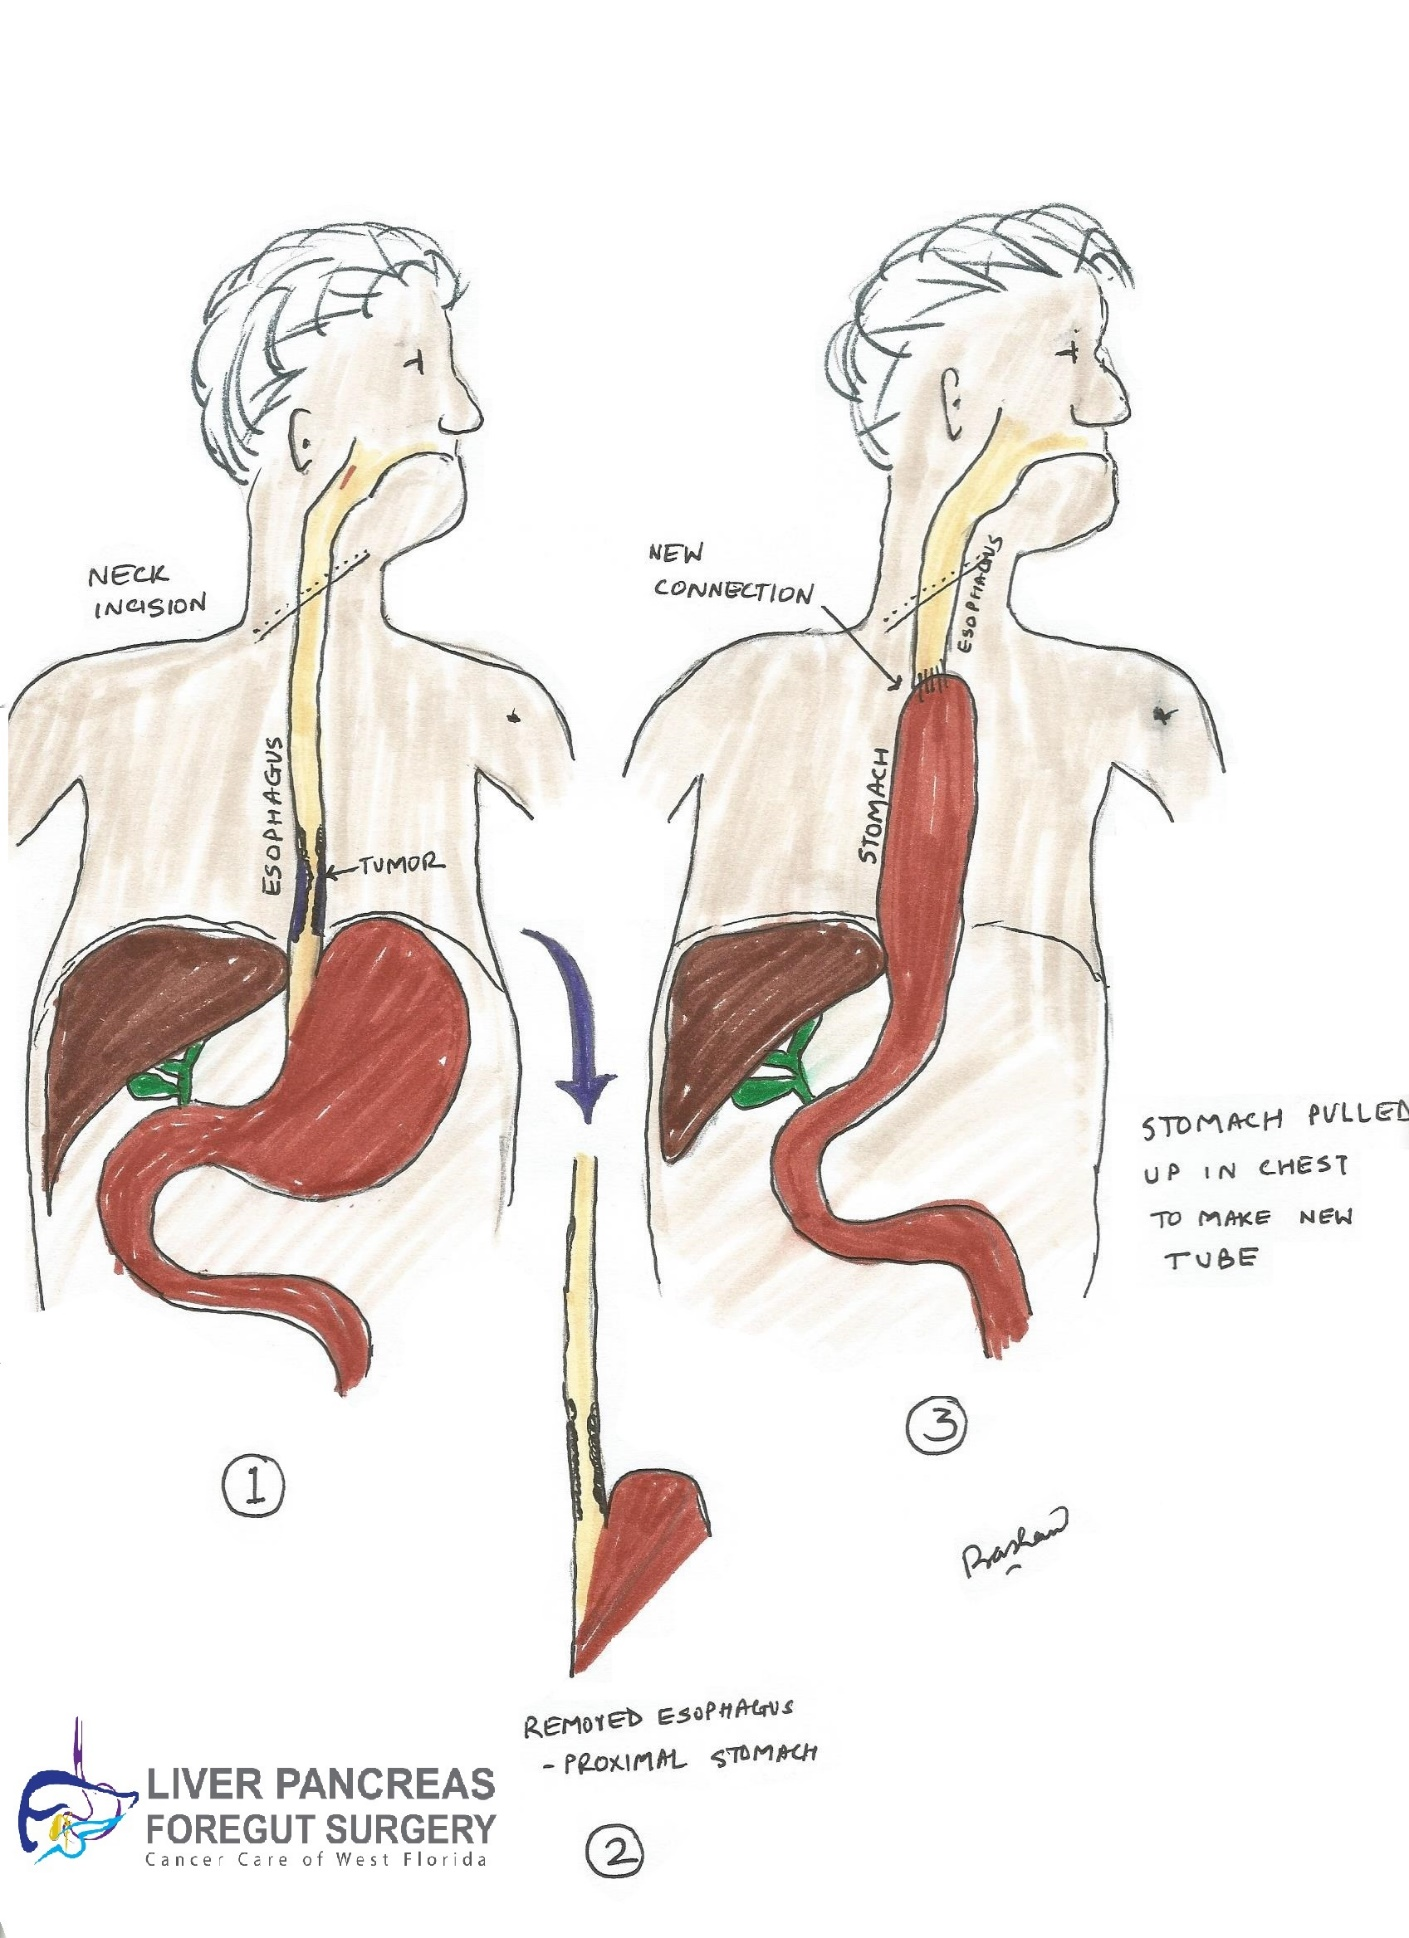 NECK
INCISION
ESOPHAGUS
TUMOR
1
REMOVED ESOPHAGUS
- PROXIMAL STOMACH
2
NEW
CONNECTION
ESOPHAGUS
STOMACH
STOMACH PULLED
UP IN CHEST
TO MAKE NEW
TUBE
3
LIVER PANCREAS
FOREGUT SURGERY
Cancer Care of West Florida